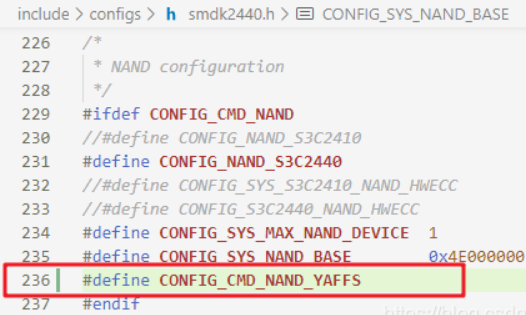 include > configs > h smdk2440.h > CONFIG_SYS_NAND_BASE
226 /*
227 * NAND configuration
228 */
229 #ifdef CONFIG_CMD_NAND
230 //#define CONFIG_NAND_S3C2410
231 #define CONFIG_NAND_S3C2440
232 //#define CONFIG_SYS_S3C2410_NAND_HWECC
233 //#define CONFIG_S3C2440_NAND_HWECC
234 #define CONFIG_SYS_MAX_NAND_DEVICE 1
235 #define CONFIG_SYS_NAND_BASE 0x4E000000
236 #define CONFIG_CMD_NAND_YAFFS
237 #endif